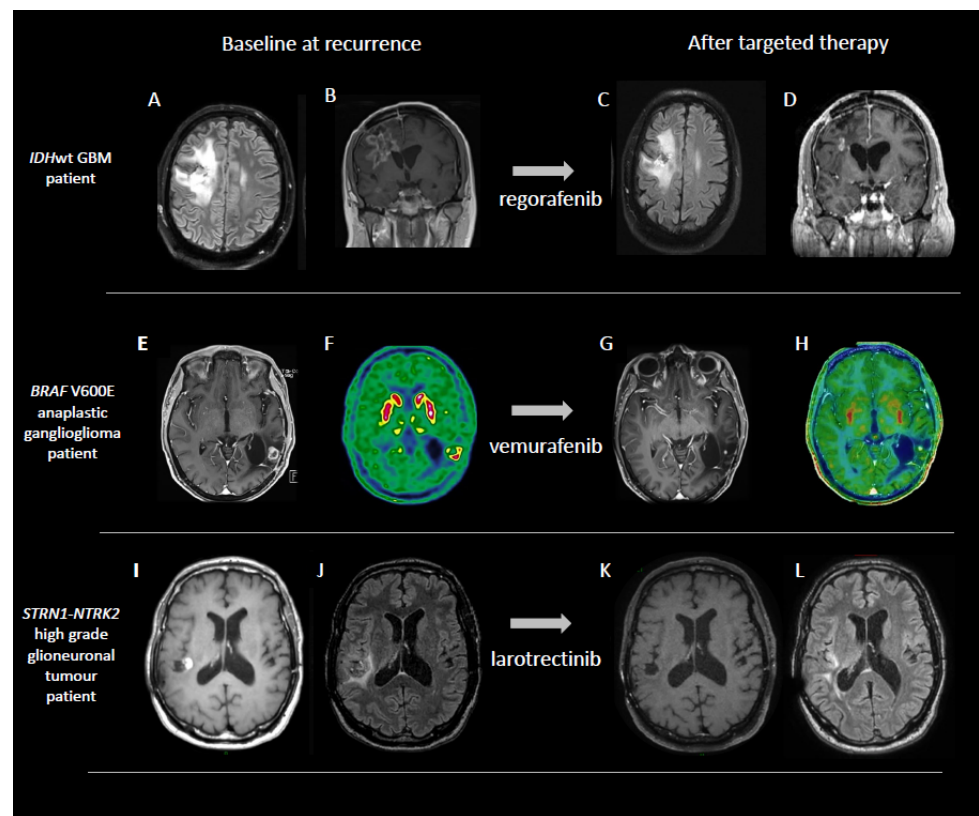 Baseline at recurrence
After targeted therapy
A
B
C
D
IDHwt GBM
patient
regorafenib
E
F
G
H
BRAF V600E
anaplastic
ganglioglioma
patient
vemurafenib
I
J
K
L
STRN1-NTRK2
high grade
glioneuronal
tumour
patient
larotrectinib